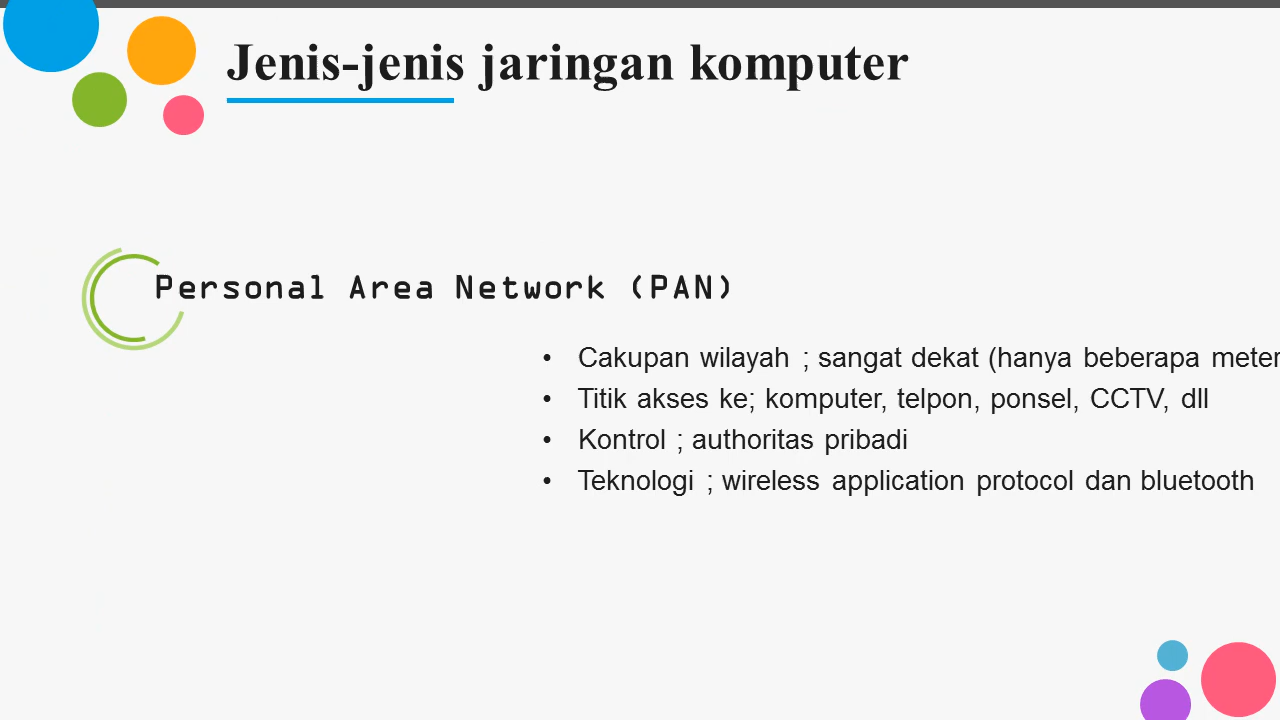 Jenis-jenis jaringan komputer
Personal Area Network (PAN)
• Cakupan wilayah ; sangat dekat (hanya beberapa meter
• Titik akses ke; komputer, telpon, ponsel, CCTV, dll
• Kontrol ; authoritas pribadi
• Teknologi ; wireless application protocol dan bluetooth